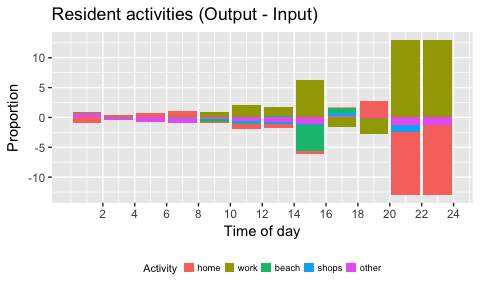 Resident activities (Output - Input)
Proportion
10
5
0
-5
-10
2 4 6 8 10 12 14 16 18 20 22 24
Time of day
Activity home work beach shops other